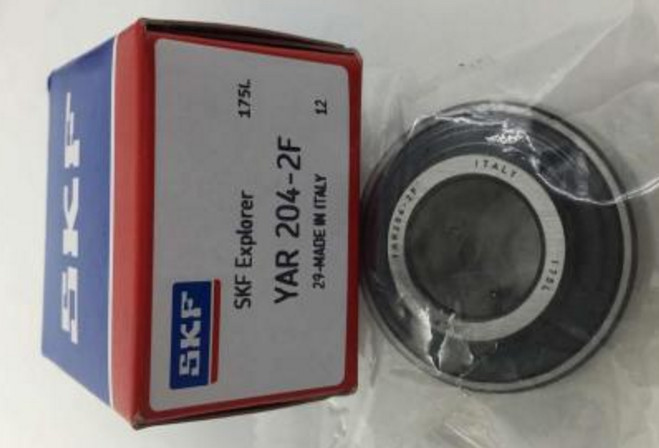 SKF
SKF
SKF Explorer 175L
YAR 204-2F
29-MADE IN ITALY 12
ITALY
YAR204-2F
175L